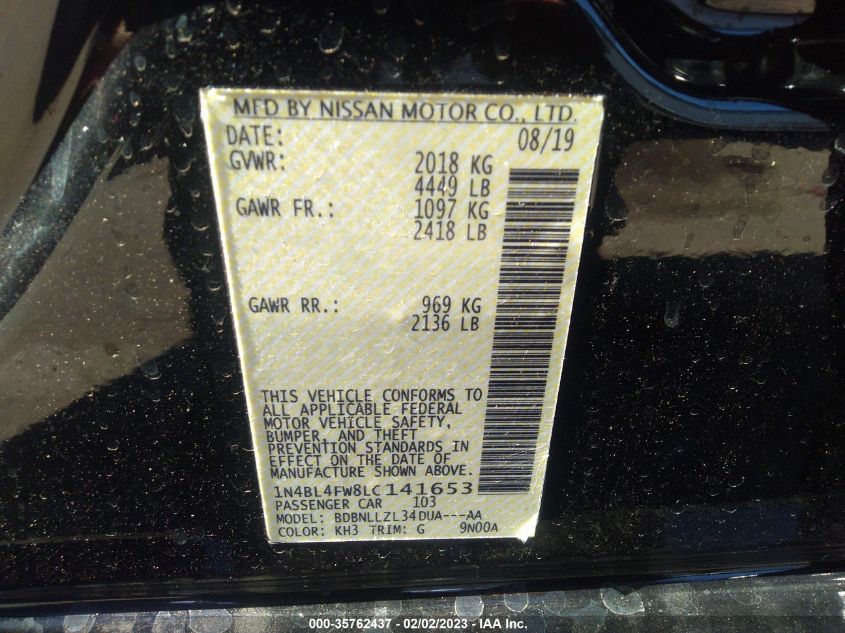 MFD BY NISSAN MOTOR CO., LTD.
DATE: 08/19
GVWR: 2018 KG
4449 LB
GAWR FR.: 1097 KG
2418 LB
GAWR RR.: 969 KG
2136 LB
THIS VEHICLE CONFORMS TO
ALL APPLICABLE FEDERAL
MOTOR VEHICLE SAFETY,
BUMPER, AND THEFT
PREVENTION STANDARDS IN
EFFECT ON THE DATE OF
MANUFACTURE SHOWN ABOVE.
1N4BL4FW8LC141653
PASSENGER CAR 103
MODEL: BDBNLLZL34DUA---AA
COLOR: KH3 TRIM: G 9N00A
000-35762437 - 02/02/2023 - IAA Inc.